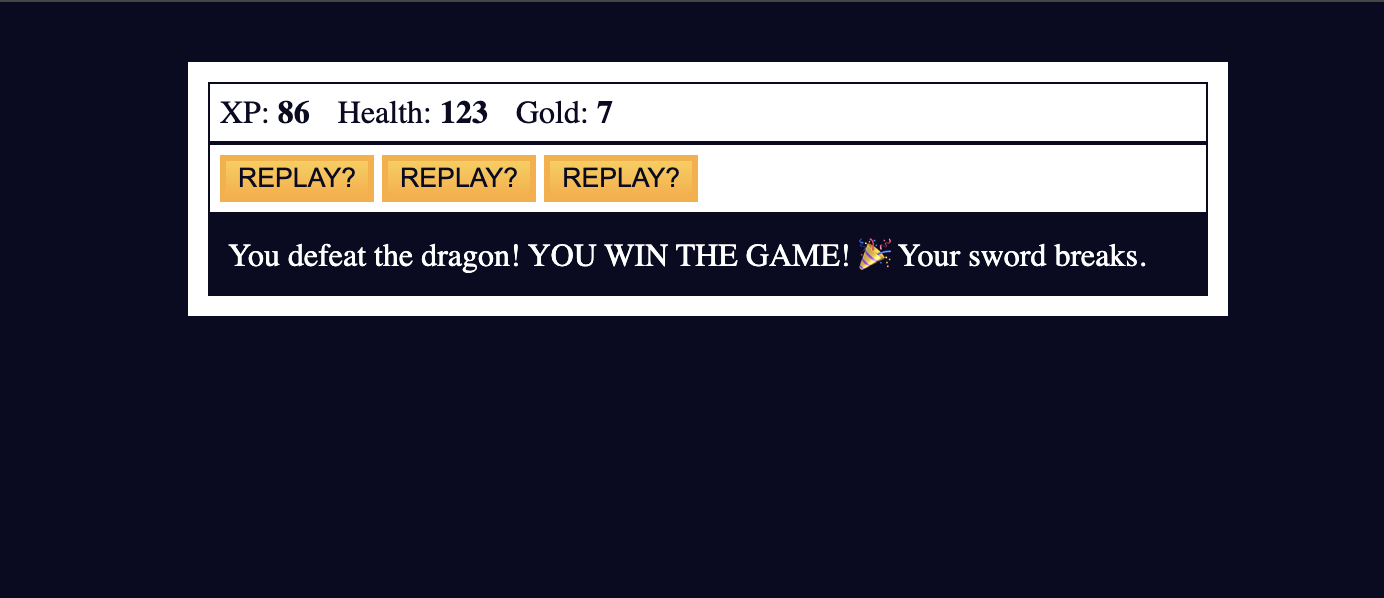 XP: 86 Health: 123 Gold: 7
REPLAY? REPLAY? REPLAY?
You defeat the dragon! YOU WIN THE GAME! 🎉 Your sword breaks.